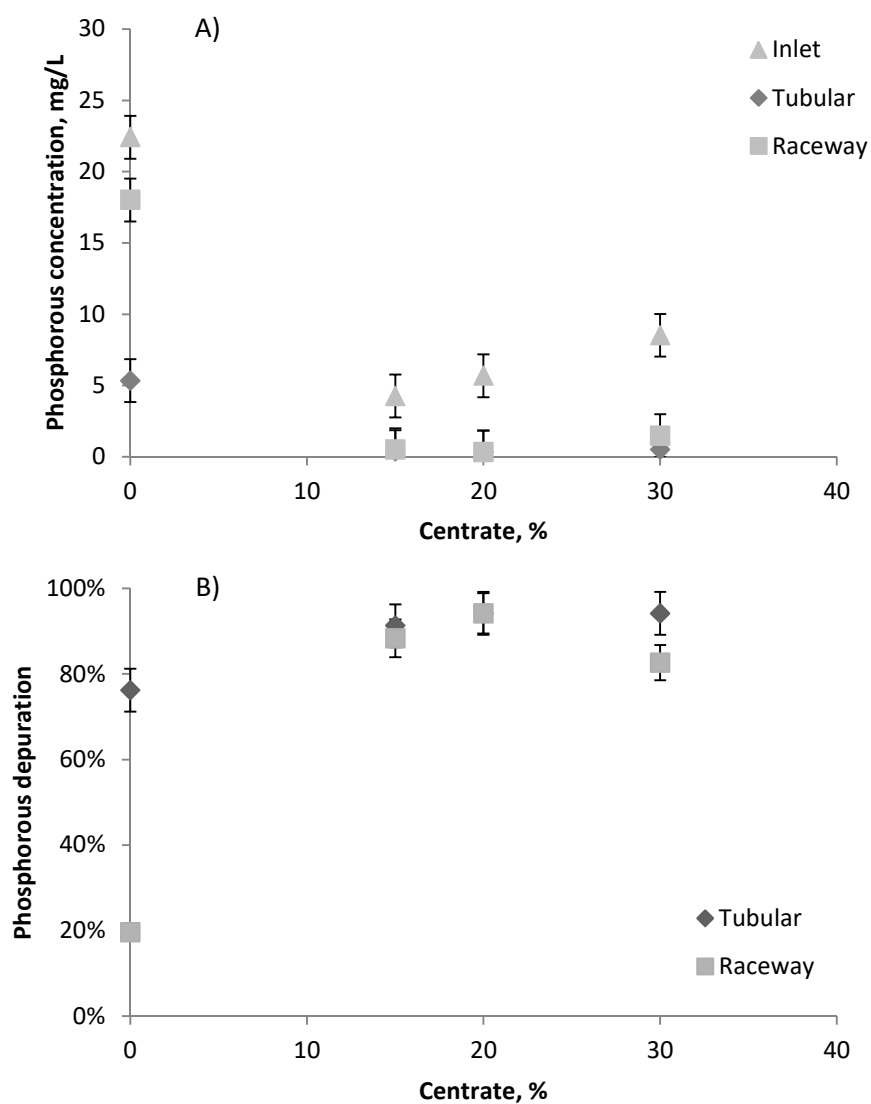 A)
30
25
20
15
10
5
0
Phosphorous concentration, mg/L
Inlet
Tubular
Raceway
0 10 20 30 40
Centrate, %
B)
100%
80%
60%
40%
20%
0%
Phosphorous depuration
Tubular
Raceway
0 10 20 30 40
Centrate, %